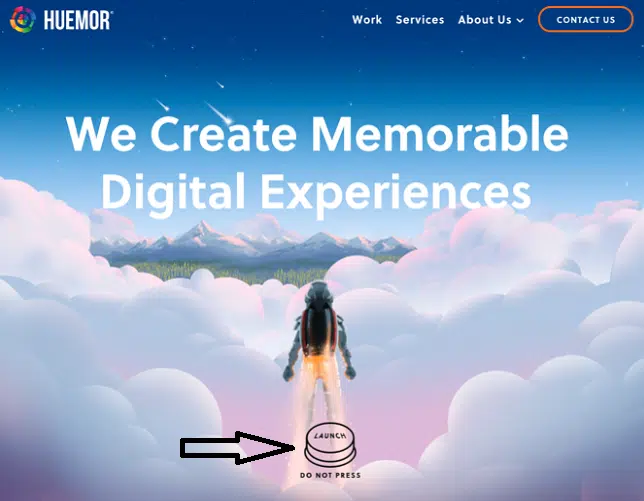 HUEMOR®
Work Services About Us CONTACT US
We Create Memorable
Digital Experiences
LAUNCH
DO NOT PRESS